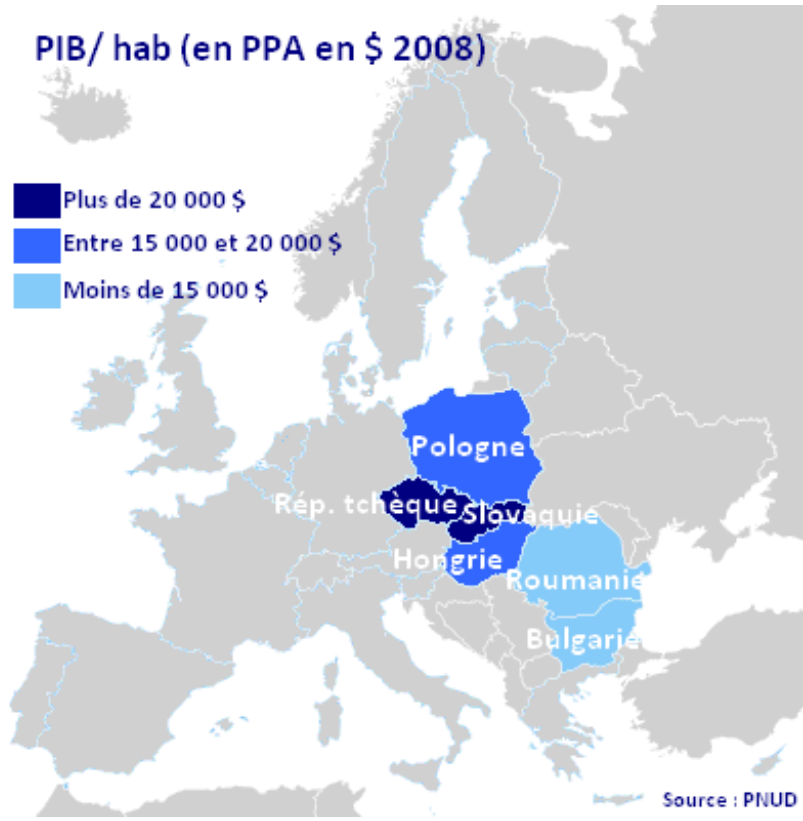 PIB/ hab (en PPA en $ 2008)
Plus de 20 000 $
Entre 15 000 et 20 000 $
Moins de 15 000 $
Pologne
Rép. tchèque
Slovaquie
Hongrie
Roumanie
Bulgarie
Source : PNUD